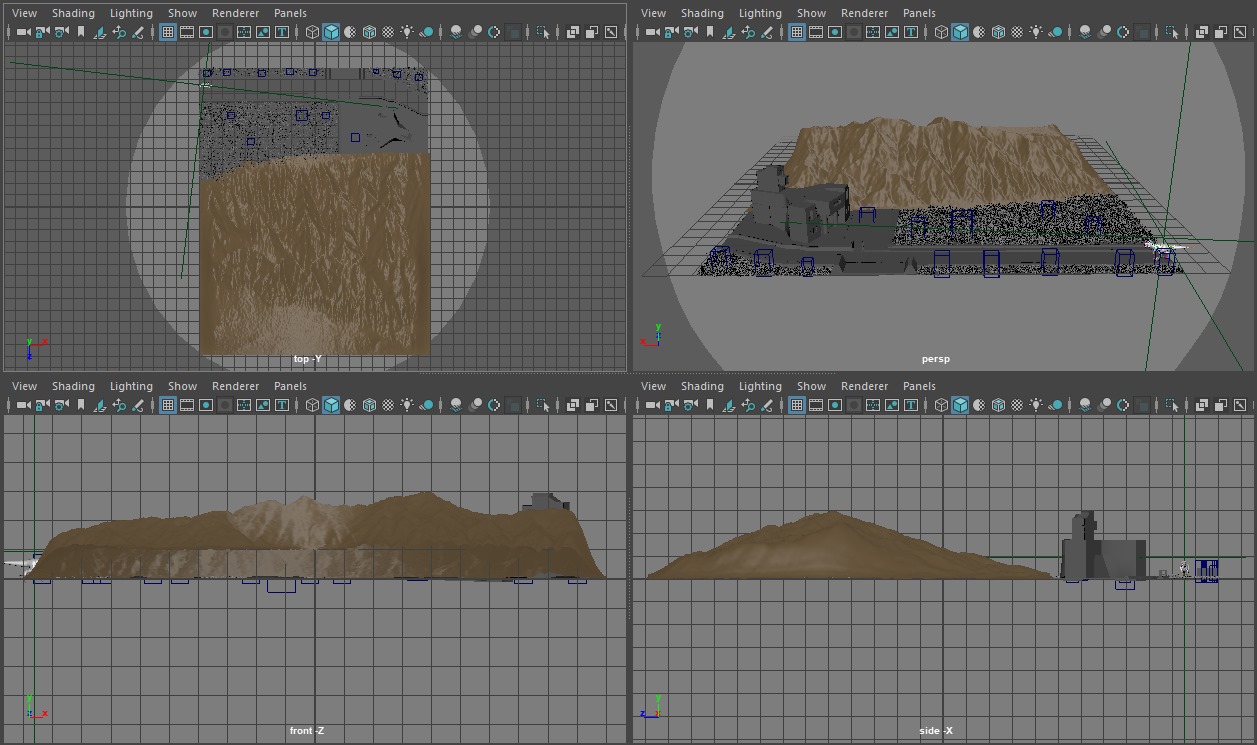 View Shading Lighting Show Renderer Panels
View Shading Lighting Show Renderer Panels
top -Y
persp
View Shading Lighting Show Renderer Panels
View Shading Lighting Show Renderer Panels
front -Z
side -X